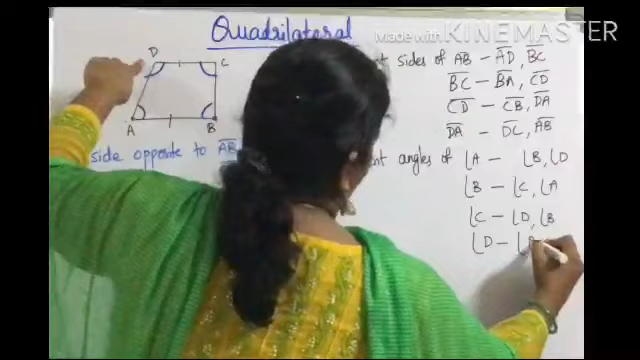 Quadrilateral
Made with KINEMASTER
D
C
A
B
sides of AB - AD, BC
BC - BA, CD
CD - CB, DA
DA - DC, AB
side opposite to AB
angles of ⌊A - ⌊B, ⌊D
⌊B - ⌊C, ⌊A
⌊C - ⌊D, ⌊B
⌊D - ⌊